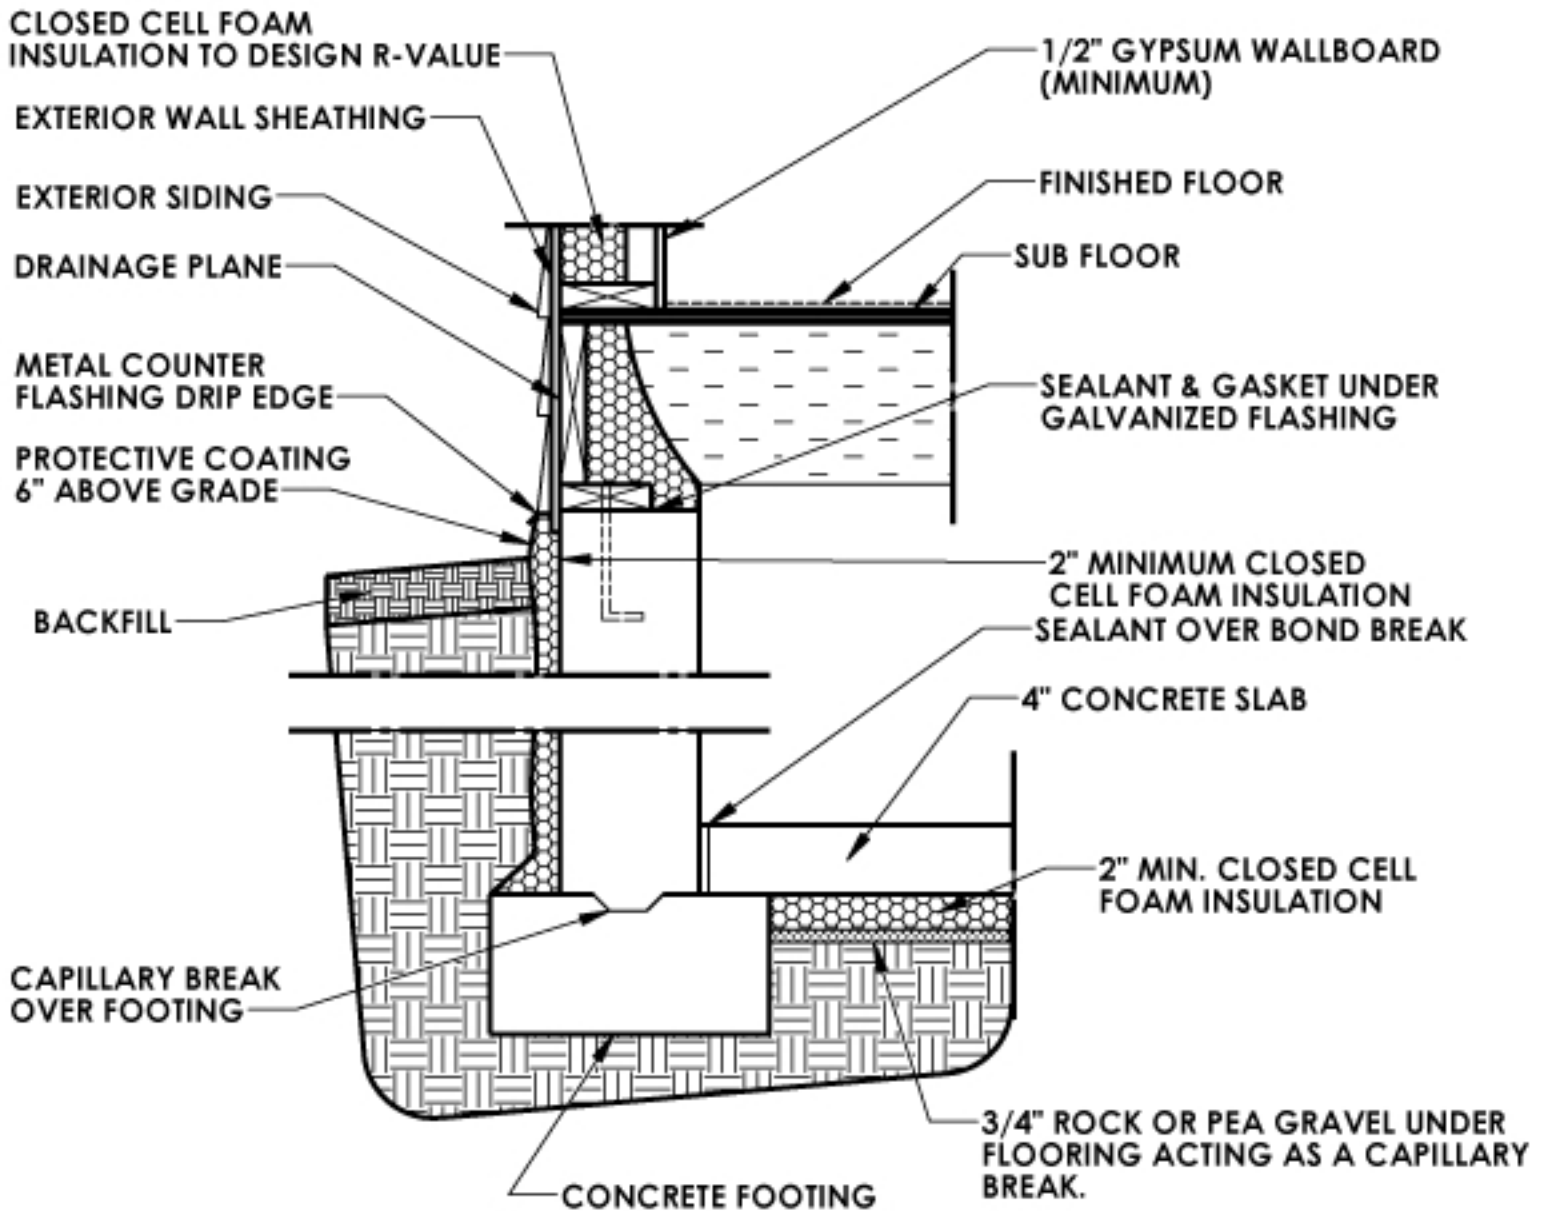 CLOSED CELL FOAM
INSULATION TO DESIGN R-VALUE
EXTERIOR WALL SHEATHING
EXTERIOR SIDING
DRAINAGE PLANE
METAL COUNTER
FLASHING DRIP EDGE
PROTECTIVE COATING
6" ABOVE GRADE
BACKFILL
CAPILLARY BREAK
OVER FOOTING
CONCRETE FOOTING
1/2" GYPSUM WALLBOARD
(MINIMUM)
FINISHED FLOOR
SUB FLOOR
SEALANT & GASKET UNDER
GALVANIZED FLASHING
2" MINIMUM CLOSED
CELL FOAM INSULATION
SEALANT OVER BOND BREAK
4" CONCRETE SLAB
2" MIN. CLOSED CELL
FOAM INSULATION
3/4" ROCK OR PEA GRAVEL UNDER
FLOORING ACTING AS A CAPILLARY
BREAK.